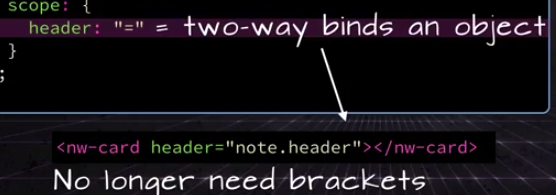 scope: {
header: "=" = two-way binds an object
}
;
<nw-card header="note.header"></nw-card>
No longer need brackets